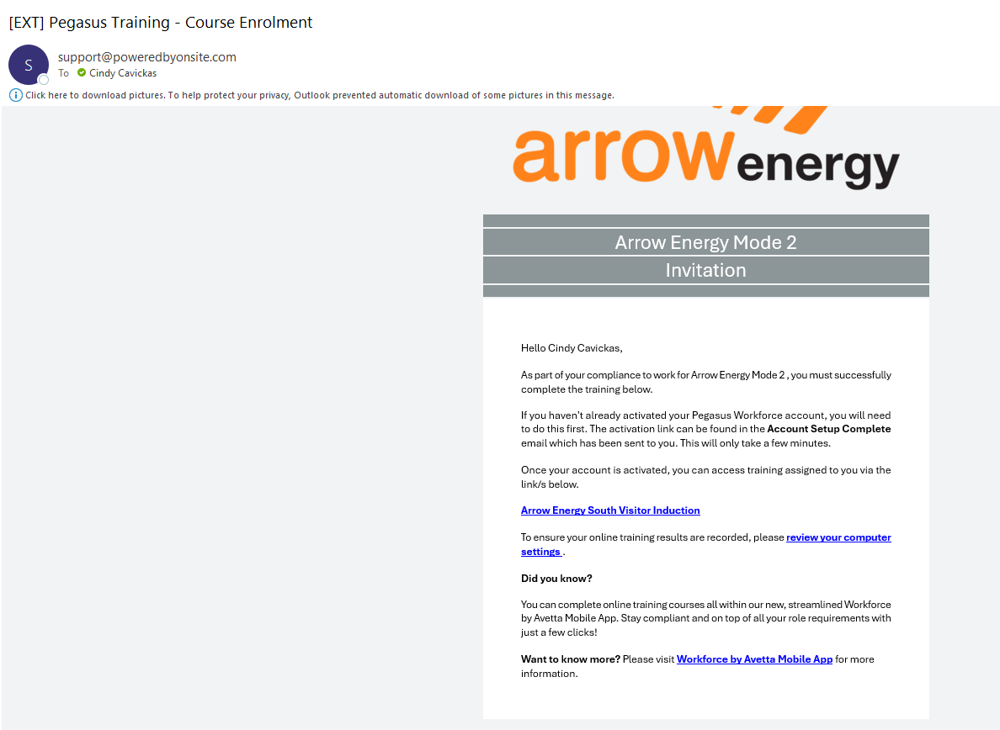 [EXT] Pegasus Training - Course Enrolment
S
support@poweredbyonsite.com
To Cindy Cavickas
Click here to download pictures. To help protect your privacy, Outlook prevented automatic download of some pictures in this message.
arrow energy
Arrow Energy Mode 2
Invitation
Hello Cindy Cavickas,
As part of your compliance to work for Arrow Energy Mode 2 , you must successfully
complete the training below.
If you haven't already activated your Pegasus Workforce account, you will need
to do this first. The activation link can be found in the Account Setup Complete
email which has been sent to you. This will only take a few minutes.
Once your account is activated, you can access training assigned to you via the
link/s below.
Arrow Energy South Visitor Induction
To ensure your online training results are recorded, please review your computer
settings .
Did you know?
You can complete online training courses all within our new, streamlined Workforce
by Avetta Mobile App. Stay compliant and on top of all your role requirements with
just a few clicks!
Want to know more? Please visit Workforce by Avetta Mobile App for more
information.